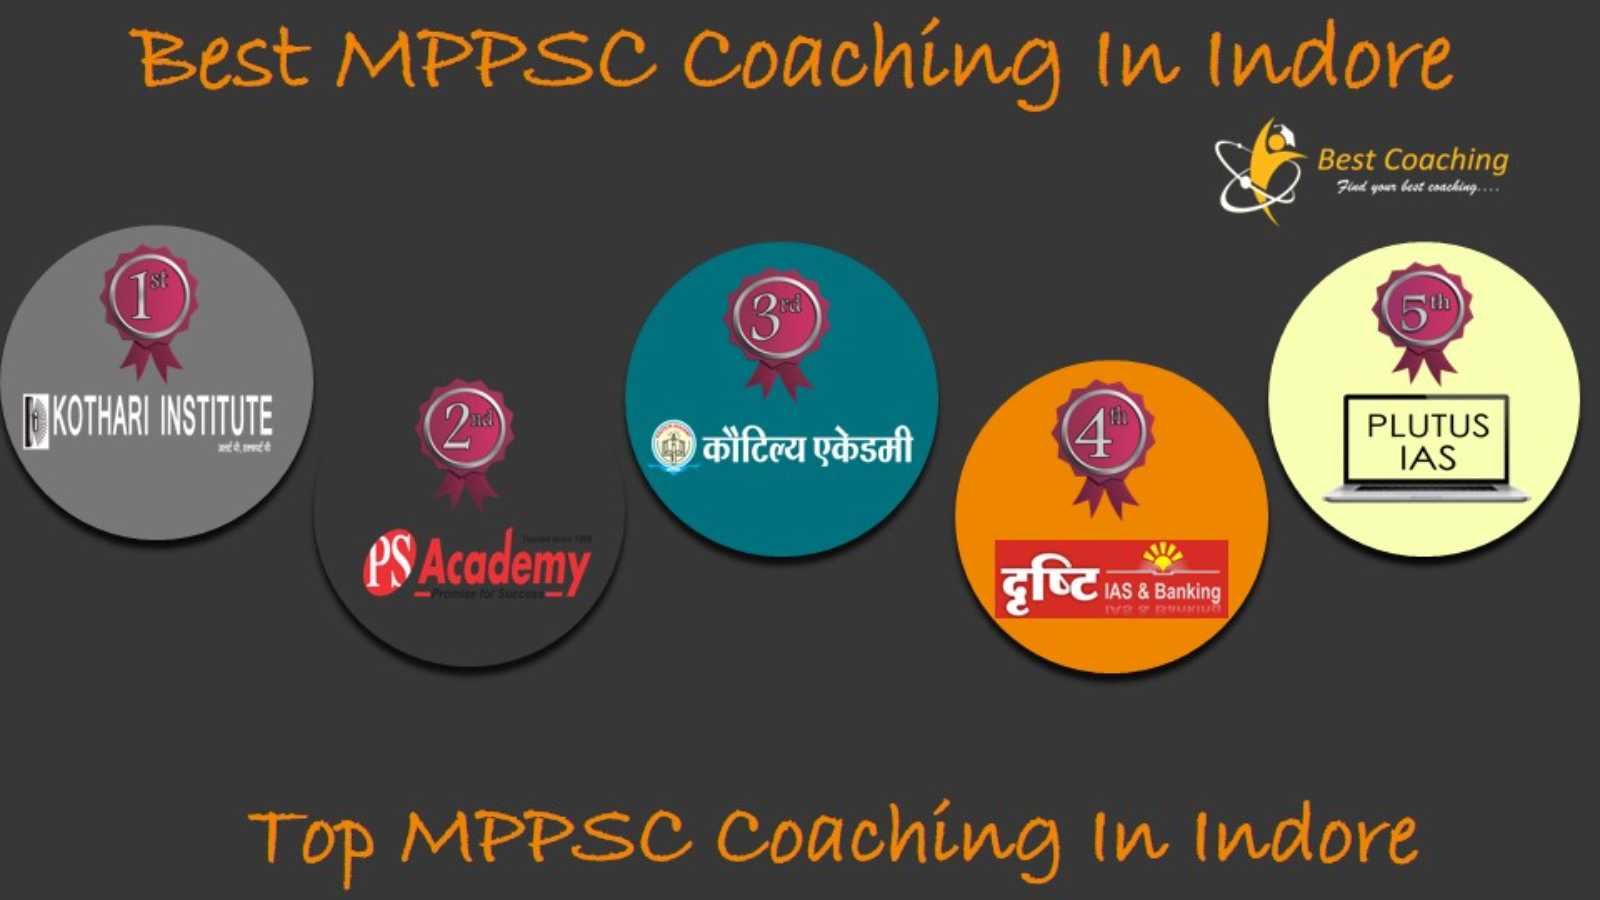 Best MPPSC Coaching In Indore
Best Coaching
Find your best coaching....
1st
KOTHARI INSTITUTE
2nd
PS Academy
Promise for Success
3rd
कौटिल्य एकेडमी
4th
दृष्टि IAS & Banking
5th
PLUTUS
IAS
Top MPPSC Coaching In Indore